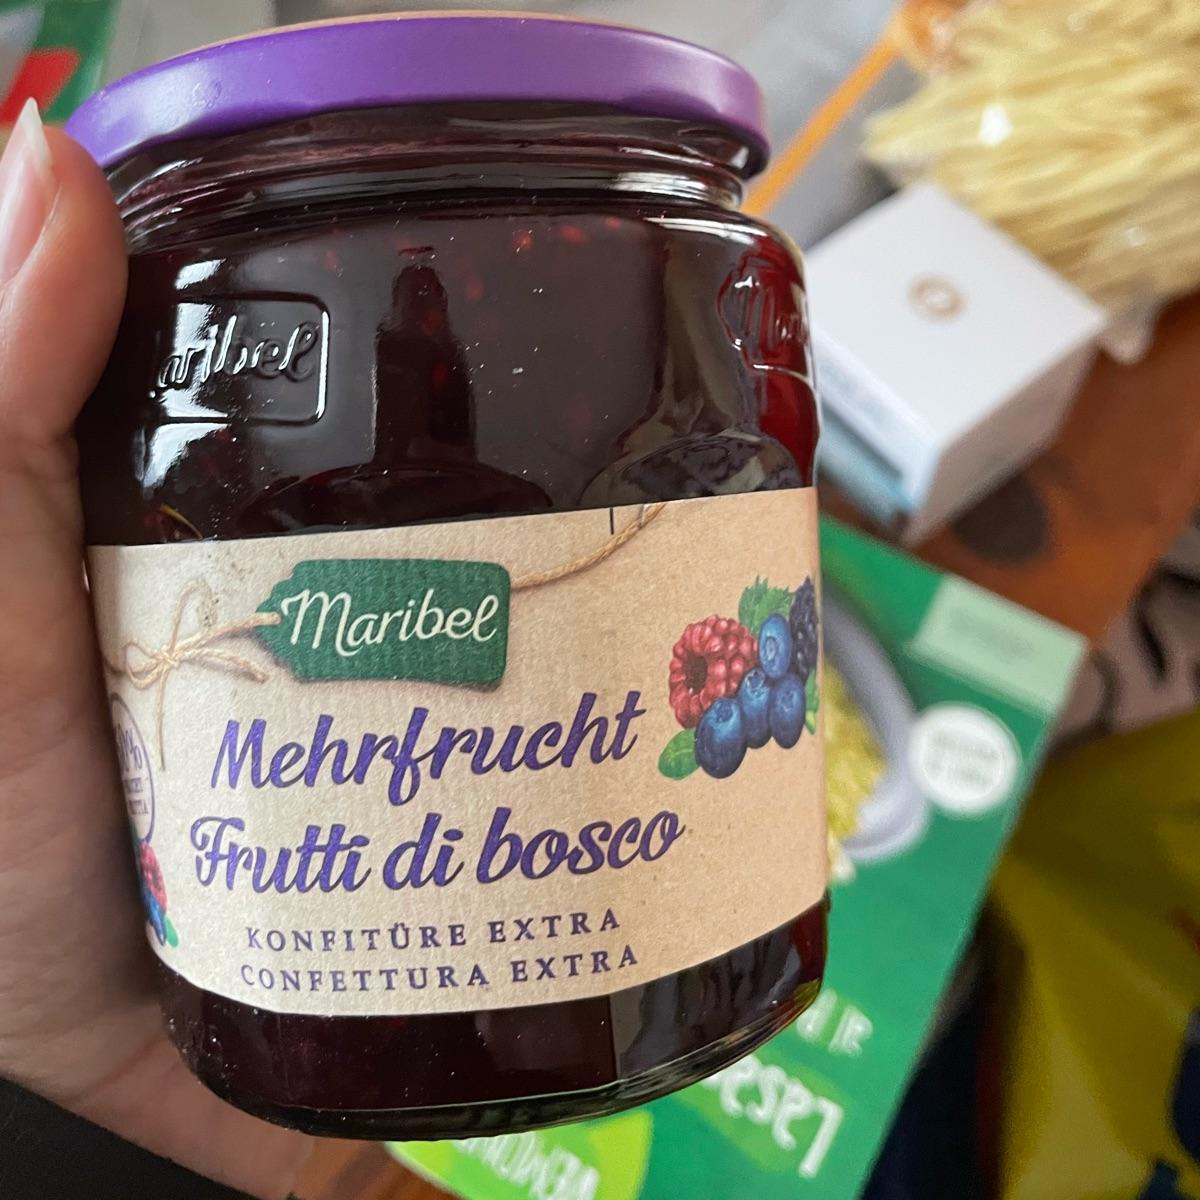 Maribel
Mehrfrucht
Frutti di bosco
KONFITÜRE EXTRA
CONFETTURA EXTRA